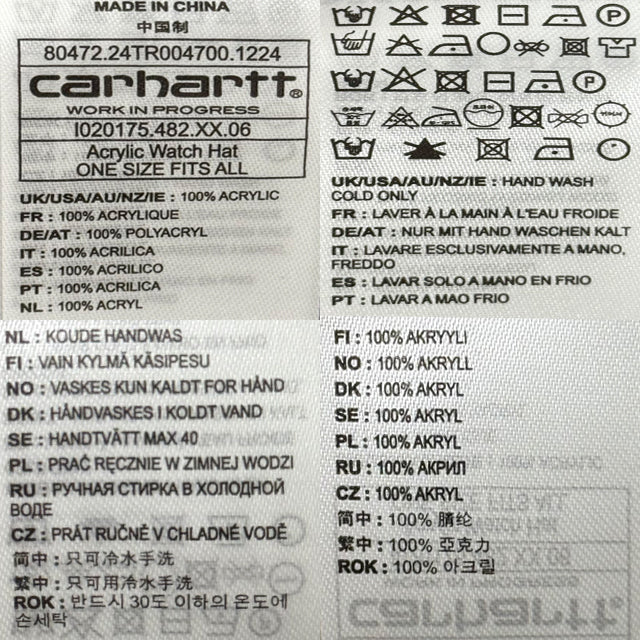 MADE IN CHINA
中国制
80472.24TR004700.1224
carhartt®
WORK IN PROGRESS
I020175.482.XX.06
Acrylic Watch Hat
ONE SIZE FITS ALL
UK/USA/AU/NZ/IE : 100% ACRYLIC
FR : 100% ACRYLIQUE
DE/AT : 100% POLYACRYL
IT : 100% ACRILICA
ES : 100% ACRILICO
PT : 100% ACRILICA
NL : 100% ACRYL
UK/USA/AU/NZ/IE : HAND WASH
COLD ONLY
FR : LAVER À LA MAIN À L'EAU FROIDE
DE/AT : NUR MIT HAND WASCHEN KALT
IT : LAVARE ESCLUSIVAMENTE A MANO,
FREDDO
ES : LAVAR SOLO A MANO EN FRIO
PT : LAVAR A MAO FRIO
NL : KOUDE HANDWAS
FI : VAIN KYLMÄ KÄSIPESU
NO : VASKES KUN KALDT FOR HÅND
DK : HÅNDVASKES I KOLDT VAND
SE : HANDTVÄTT MAX 40
PL : PRAĆ RĘCZNIE W ZIMNEJ WODZI
RU : РУЧНАЯ СТИРКА В ХОЛОДНОЙ
ВОДЕ
CZ : PRÁT RUČNĚ V CHLADNÉ VODĚ
简中 : 只可冷水手洗
繁中 : 只可用冷水手洗
ROK : 반드시 30도 이하의 온도에
손세탁
FI : 100% AKRYYLI
NO : 100% AKRYLL
DK : 100% AKRYL
SE : 100% AKRYL
PL : 100% AKRYL
RU : 100% АКРИЛ
CZ : 100% AKRYL
简中 : 100% 腈纶
繁中 : 100% 亞克力
ROK : 100% 아크릴